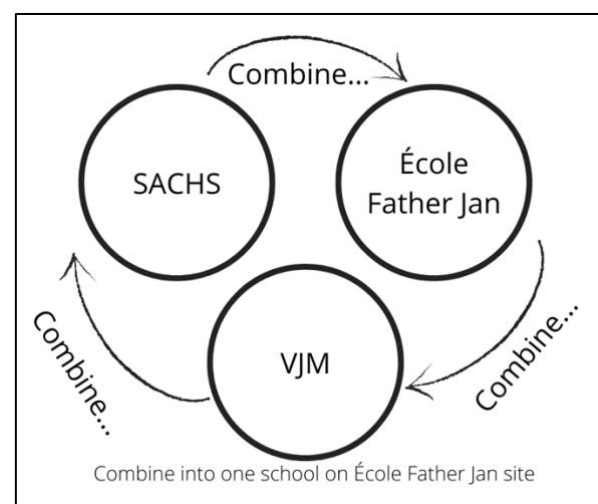 Combine...
SACHS
École
Father Jan
VJM
Combine...
Combine...
Combine into one school on École Father Jan site